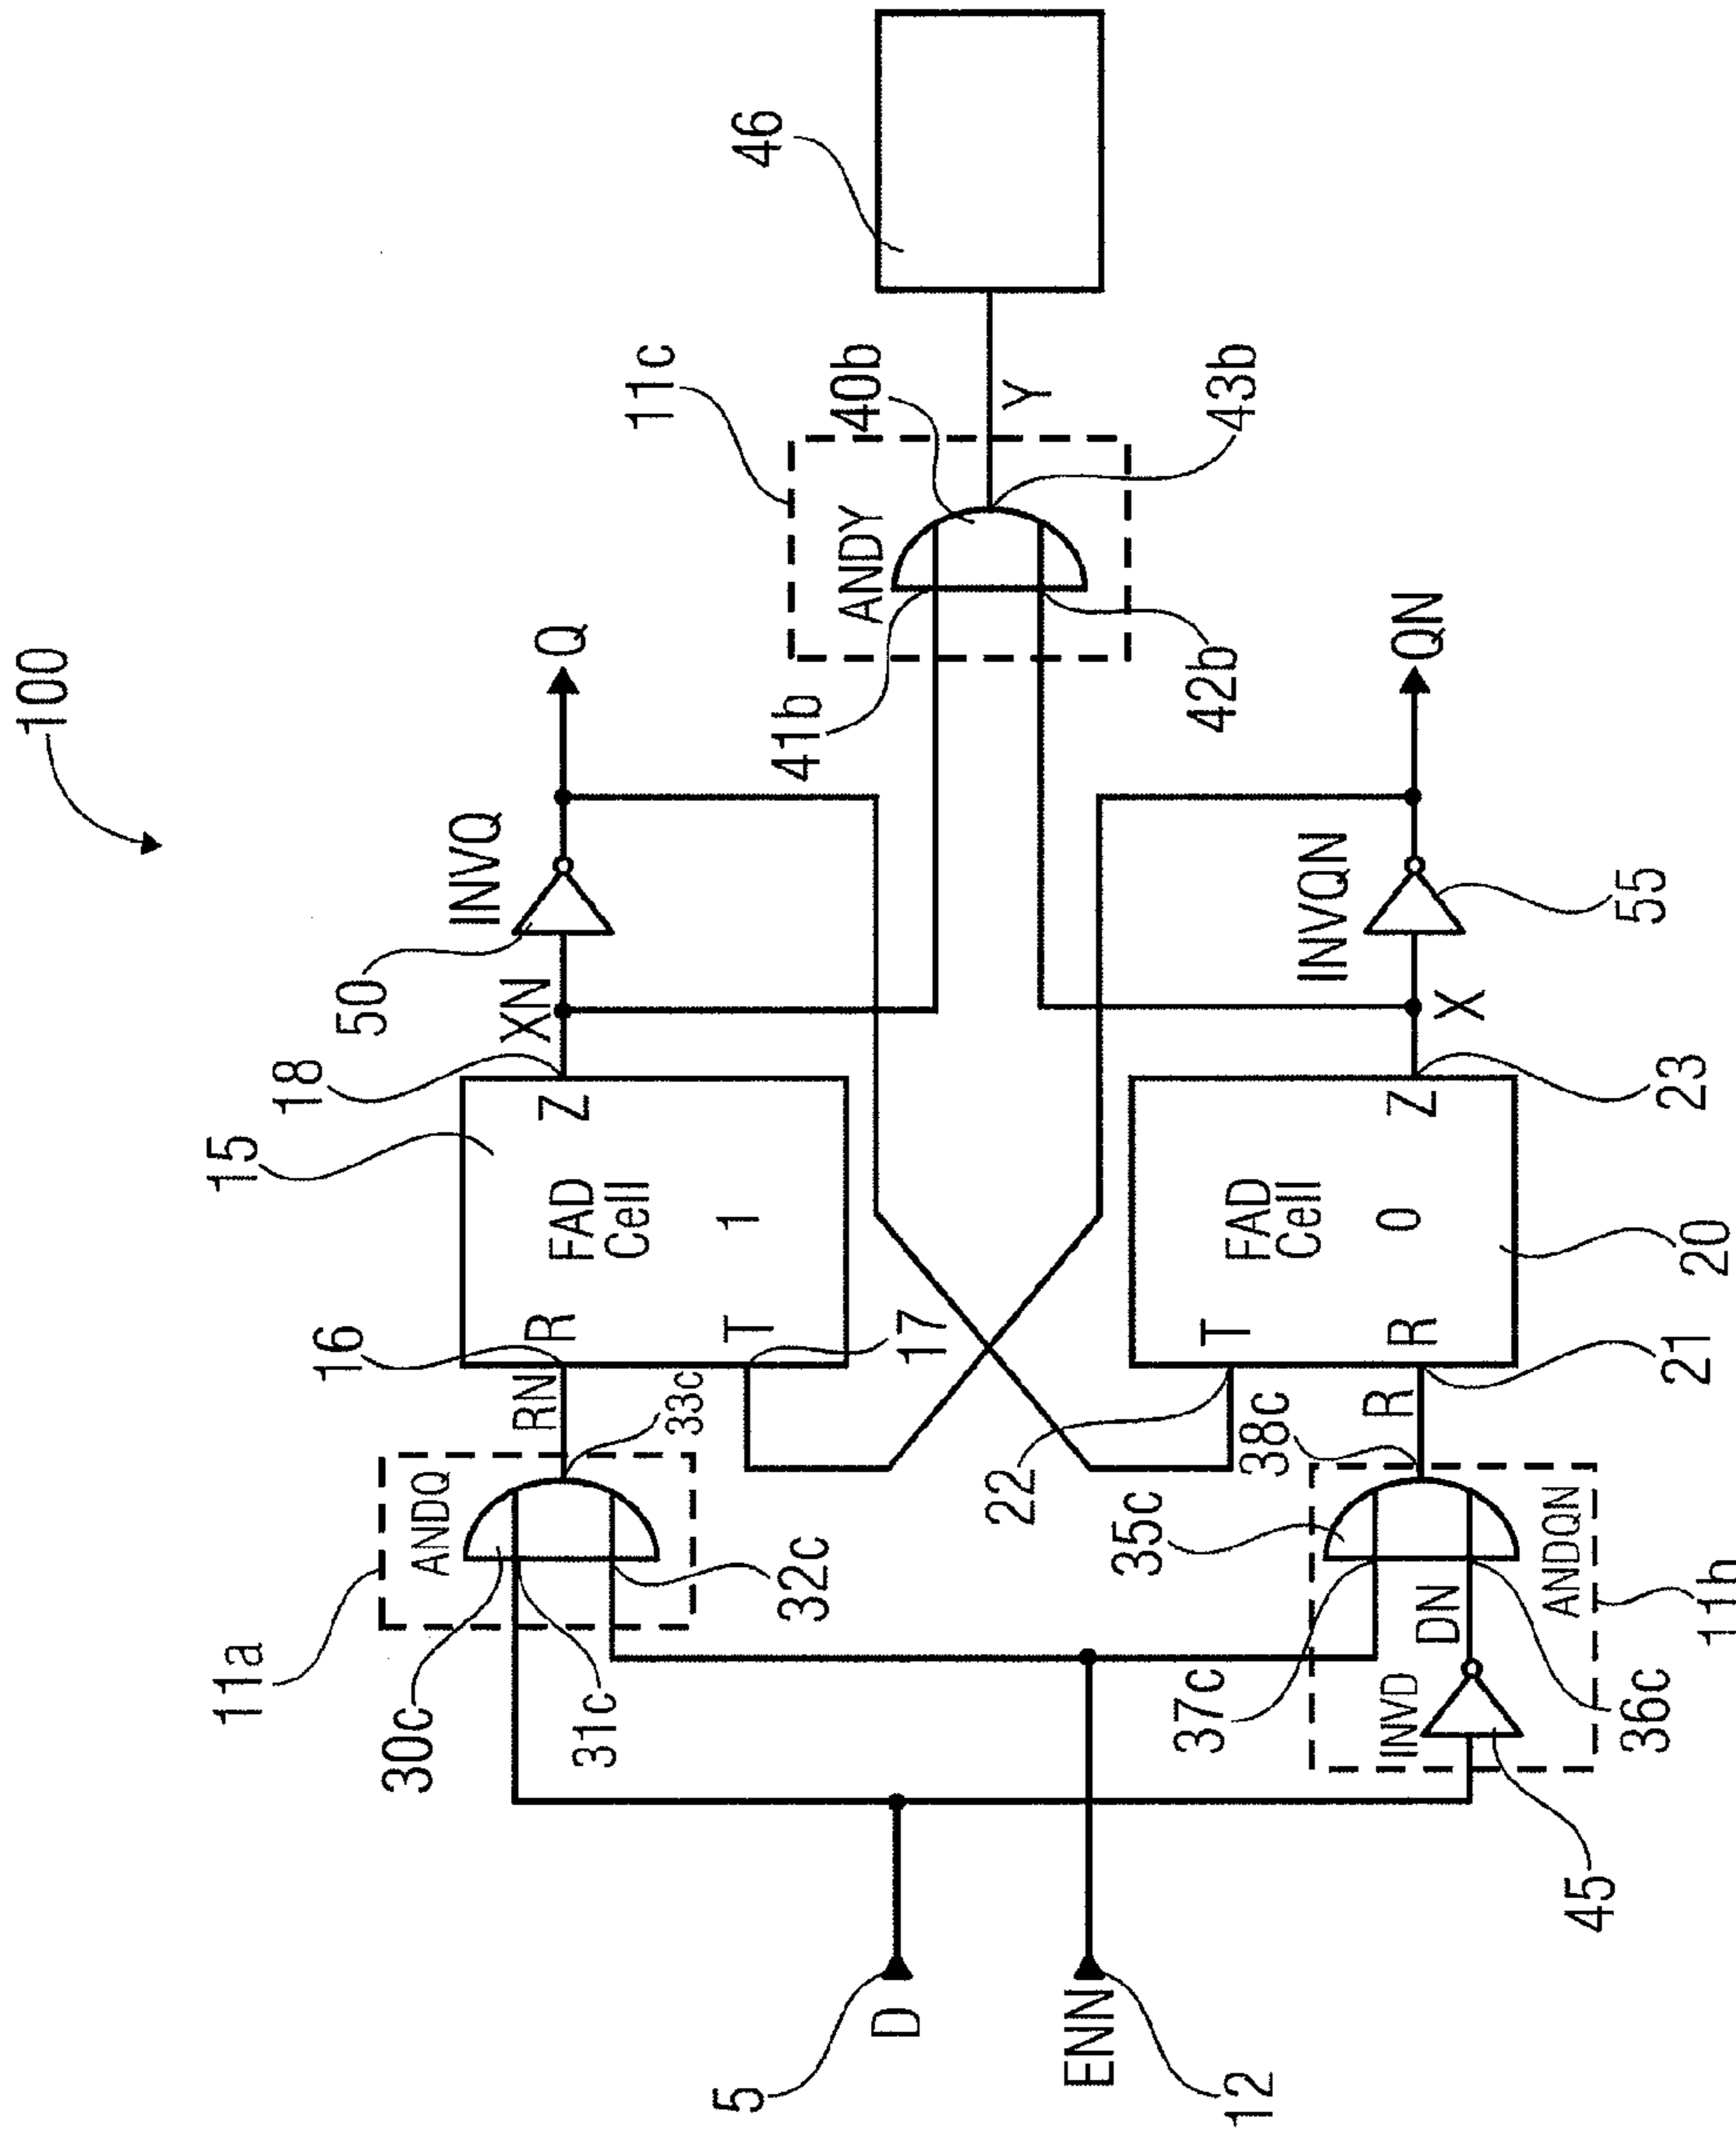 100
11a
30c
31c
ANDQ
32c
33c
RN
16
R
T
17
15
FAD
Cell
1
Z
18
XN
50
INVQ
Q
11c
ANDY
41b
42b
40b
43b
Y
46
5
D
ENN
12
45
INVD
DN
36c
37c
35c
38c
ANDQN
R
22
21
T
R
FAD
Cell
0
Z
20
23
X
INVQN
55
QN